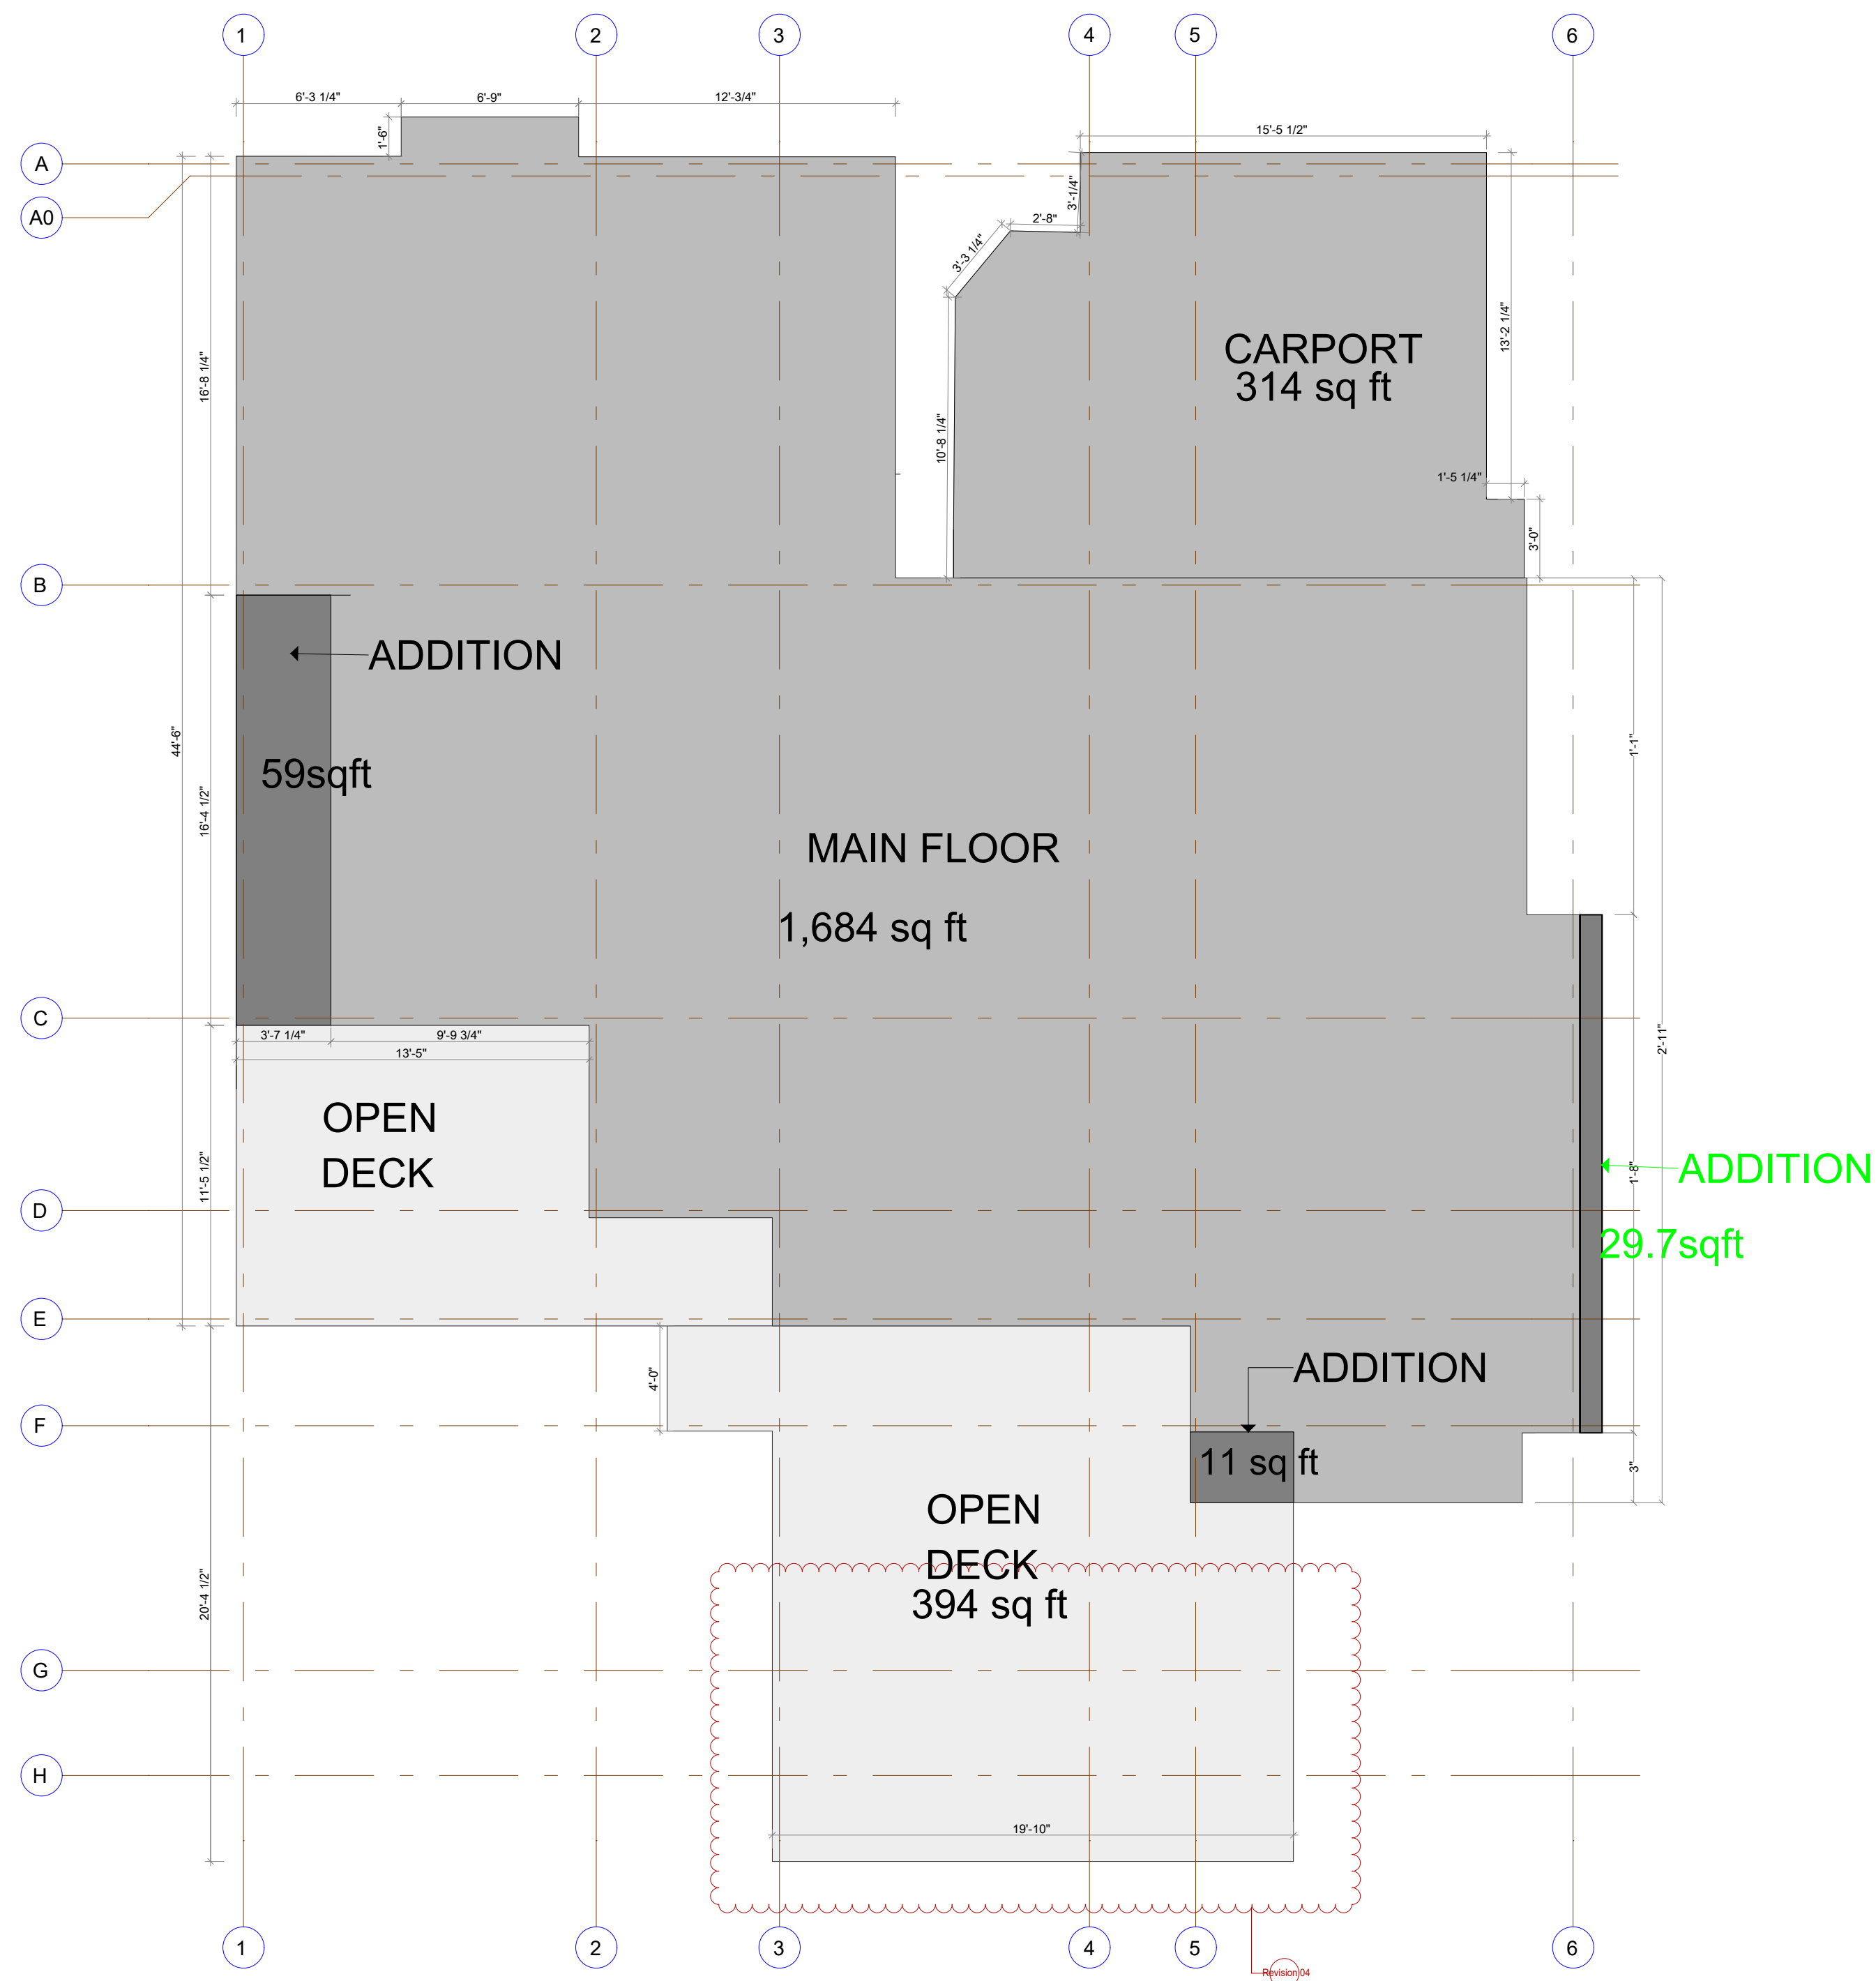 1 2 3 4 5 6
6'-3 1/4" 6'-9" 12'-3/4"
15'-5 1/2"
1'-6"
A
A0
3'-1/4"
2'-8"
3'-3 1/4"
13'-2 1/4"
CARPORT
314 sq ft
16'-8 1/4"
10'-8 1/4"
1'-5 1/4"
3'-0"
B
ADDITION
59sqft
44'-6"
1'-1"
16'-4 1/2"
MAIN FLOOR
1,684 sq ft
C
3'-7 1/4" 9'-9 3/4"
13'-5"
2'-11"
OPEN
DECK
11'-5 1/2"
1'-8"
ADDITION
D
29.7sqft
E
4'-0"
ADDITION
F
11 sq ft
3"
OPEN
DECK
394 sq ft
20'-4 1/2"
G
H
19'-10"
1 2 3 4 5 6
Revision 04